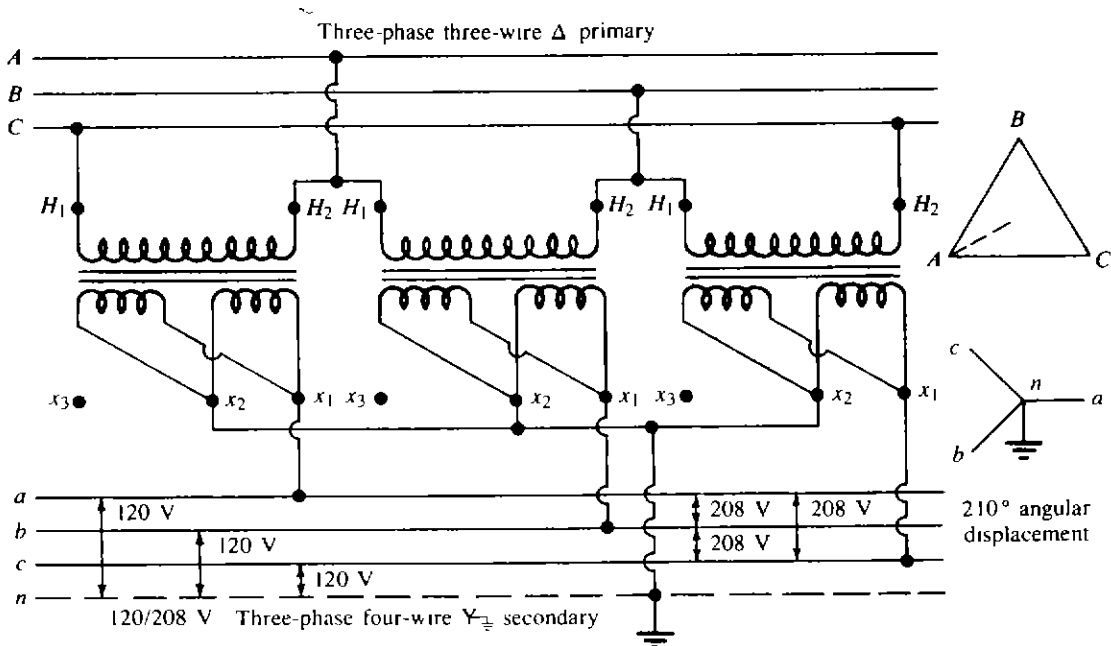 Three-phase three-wire Δ primary
A
B
C
B
A
C
H₁
H₂
H₁
H₂
H₁
H₂
x₃
x₂
x₁
x₃
x₂
x₁
x₃
x₂
x₁
c
n
a
b
a
120 V
208 V
208 V
210° angular
displacement
b
120 V
208 V
c
120 V
n
120/208 V Three-phase four-wire Y⏚ secondary